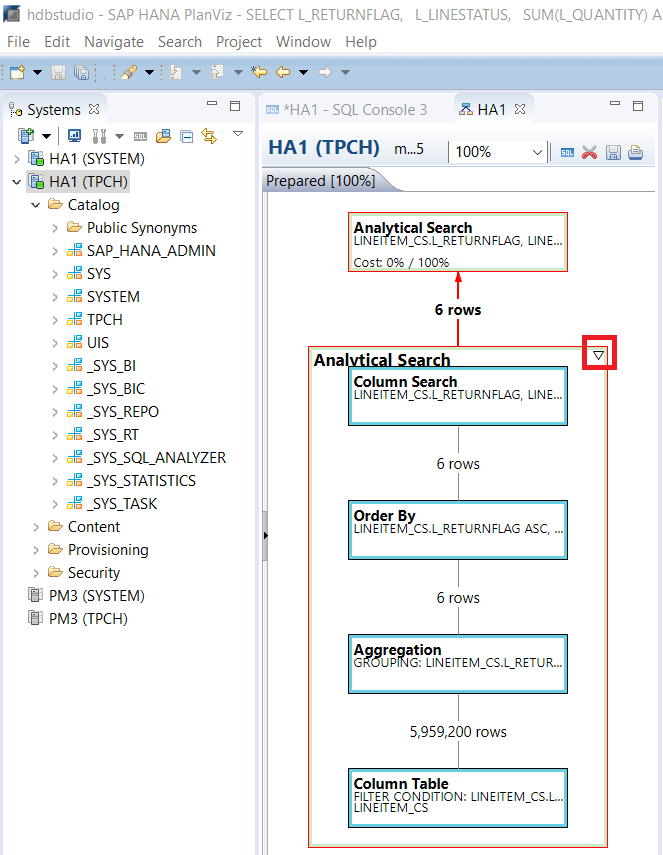 hdbstudio - SAP HANA PlanViz - SELECT L_RETURNFLAG, L_LINESTATUS, SUM(L_QUANTITY) A
File Edit Navigate Search Project Window Help
Systems
*HA1 - SQL Console 3
HA1
SQL
HA1 (SYSTEM)
HA1 (TPCH)
Catalog
Public Synonyms
SAP_HANA_ADMIN
SYS
SYSTEM
TPCH
UIS
_SYS_BI
_SYS_BIC
_SYS_REPO
_SYS_RT
_SYS_SQL_ANALYZER
_SYS_STATISTICS
_SYS_TASK
Content
Provisioning
Security
PM3 (SYSTEM)
PM3 (TPCH)
HA1 (TPCH) m...5 100% SQL
Prepared [100%]
Analytical Search
LINEITEM_CS.L_RETURNFLAG, LINE...
Cost: 0% / 100%
6 rows
Analytical Search
Column Search
LINEITEM_CS.L_RETURNFLAG, LINE...
6 rows
Order By
LINEITEM_CS.L_RETURNFLAG ASC, ...
6 rows
Aggregation
GROUPING: LINEITEM_CS.L_RETUR...
5,959,200 rows
Column Table
FILTER CONDITION: LINEITEM_CS.L...
LINEITEM_CS